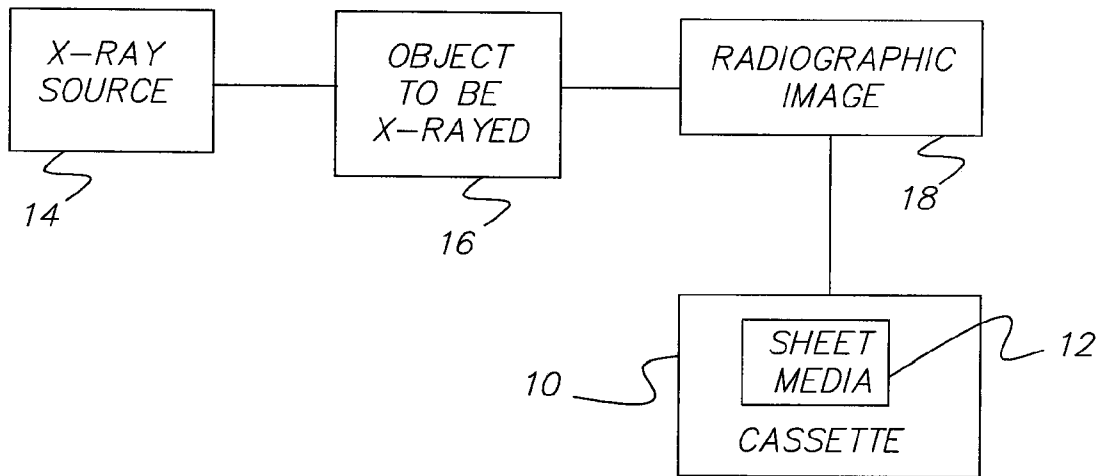 X-RAY
SOURCE
14
OBJECT
TO BE
X-RAYED
16
RADIOGRAPHIC
IMAGE
18
SHEET
MEDIA
12
10
CASSETTE